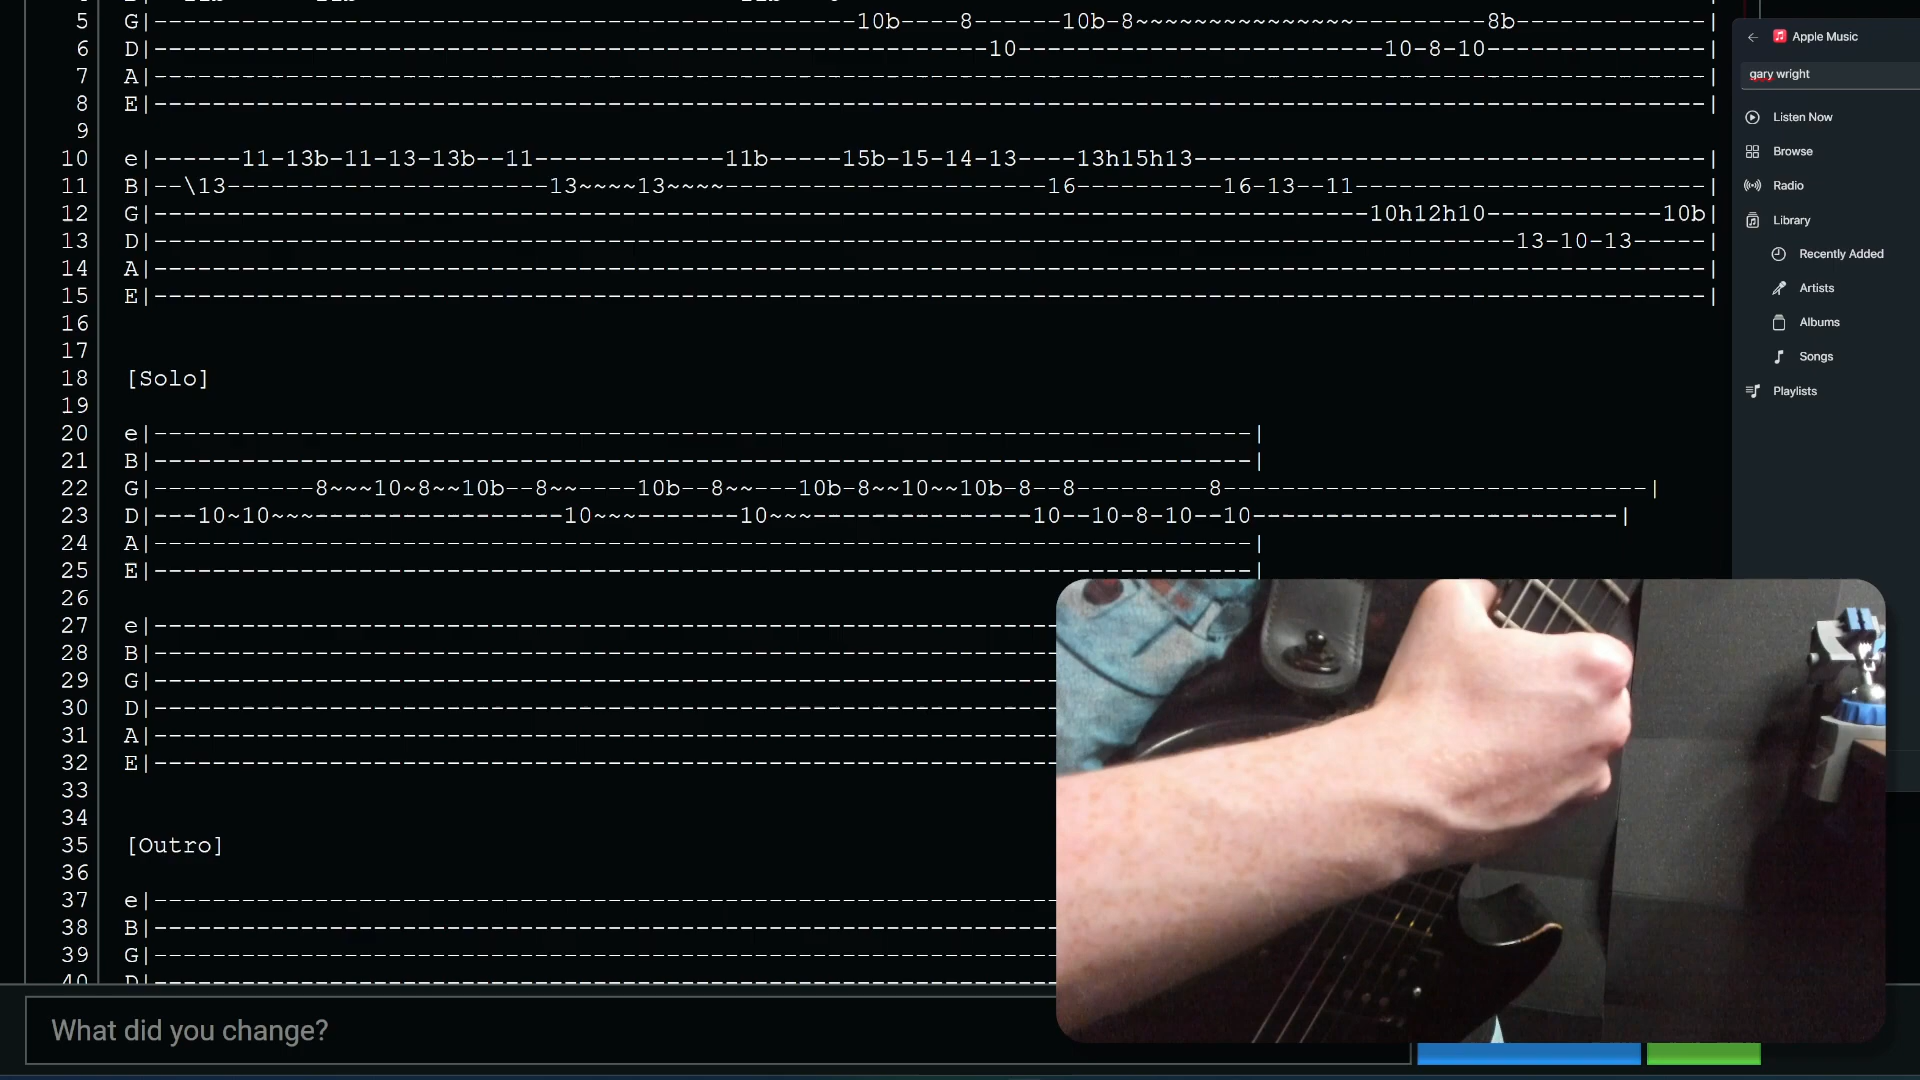 5 G|------------------------------------------------10b----8------10b-8~~~~~~~~~~~~~~~---------8b-------------|
6 D|---------------------------------------------------------10-------------------------10-8-10---------------|
7 A|----------------------------------------------------------------------------------------------------------|
8 E|----------------------------------------------------------------------------------------------------------|
9
10 e|------11-13b-11-13-13b--11-------------11b-----15b-15-14-13----13h15h13-----------------------------------|
11 B|--\13----------------------13~~~~13~~~~----------------------16----------16-13--11------------------------|
12 G|-----------------------------------------------------------------------------------10h12h10------------10b|
13 D|---------------------------------------------------------------------------------------------13-10-13-----|
14 A|----------------------------------------------------------------------------------------------------------|
15 E|----------------------------------------------------------------------------------------------------------|
16
17
18 [Solo]
19
20 e|---------------------------------------------------------------------------|
21 B|---------------------------------------------------------------------------|
22 G|-----------8~~~10~8~~10b--8~~----10b--8~~---10b-8~~10~~10b-8--8---------8-----------------------------|
23 D|---10~10~~~-----------------10~~~-------10~~~---------------10--10-8-10--10-------------------------|
24 A|---------------------------------------------------------------------------|
25 E|---------------------------------------------------------------------------|
26
27 e|--------------------------------------------------------------
28 B|--------------------------------------------------------------
29 G|--------------------------------------------------------------
30 D|--------------------------------------------------------------
31 A|--------------------------------------------------------------
32 E|--------------------------------------------------------------
33
34
35 [Outro]
36
37 e|--------------------------------------------------------------
38 B|--------------------------------------------------------------
39 G|--------------------------------------------------------------
40 D|--------------------------------------------------------------
What did you change?
Apple Music
gary wright
Listen Now
Browse
Radio
Library
Recently Added
Artists
Albums
Songs
Playlists